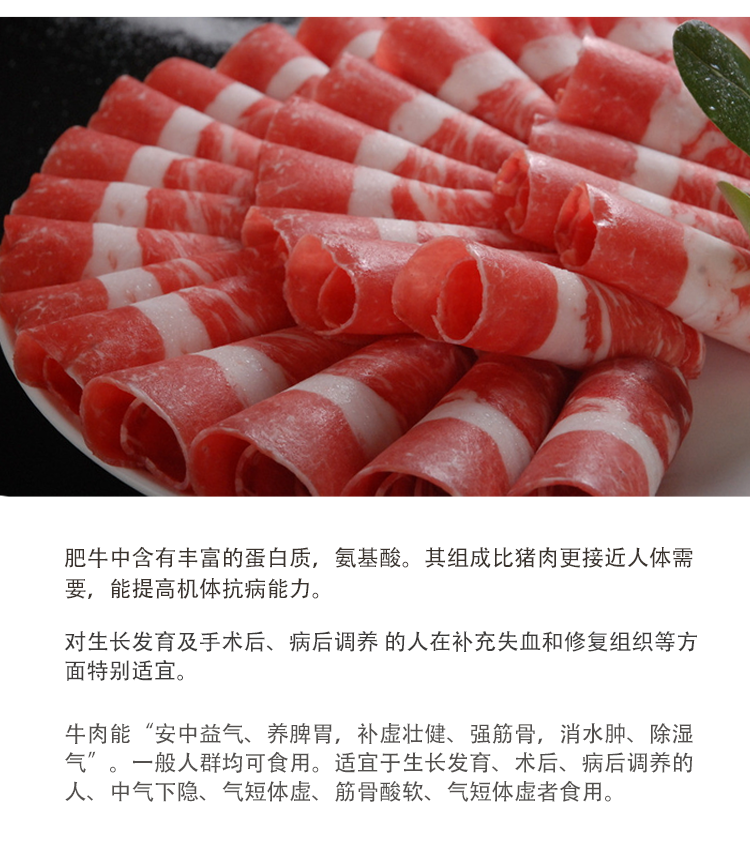 肥牛中含有丰富的蛋白质，氨基酸。其组成比猪肉更接近人体需
要，能提高机体抗病能力。
对生长发育及手术后、病后调养 的人在补充失血和修复组织等方
面特别适宜。
牛肉能“安中益气、养脾胃，补虚壮健、强筋骨，消水肿、除湿
气”。一般人群均可食用。适宜于生长发育、术后、病后调养的
人、中气下隐、气短体虚、筋骨酸软、气短体虚者食用。